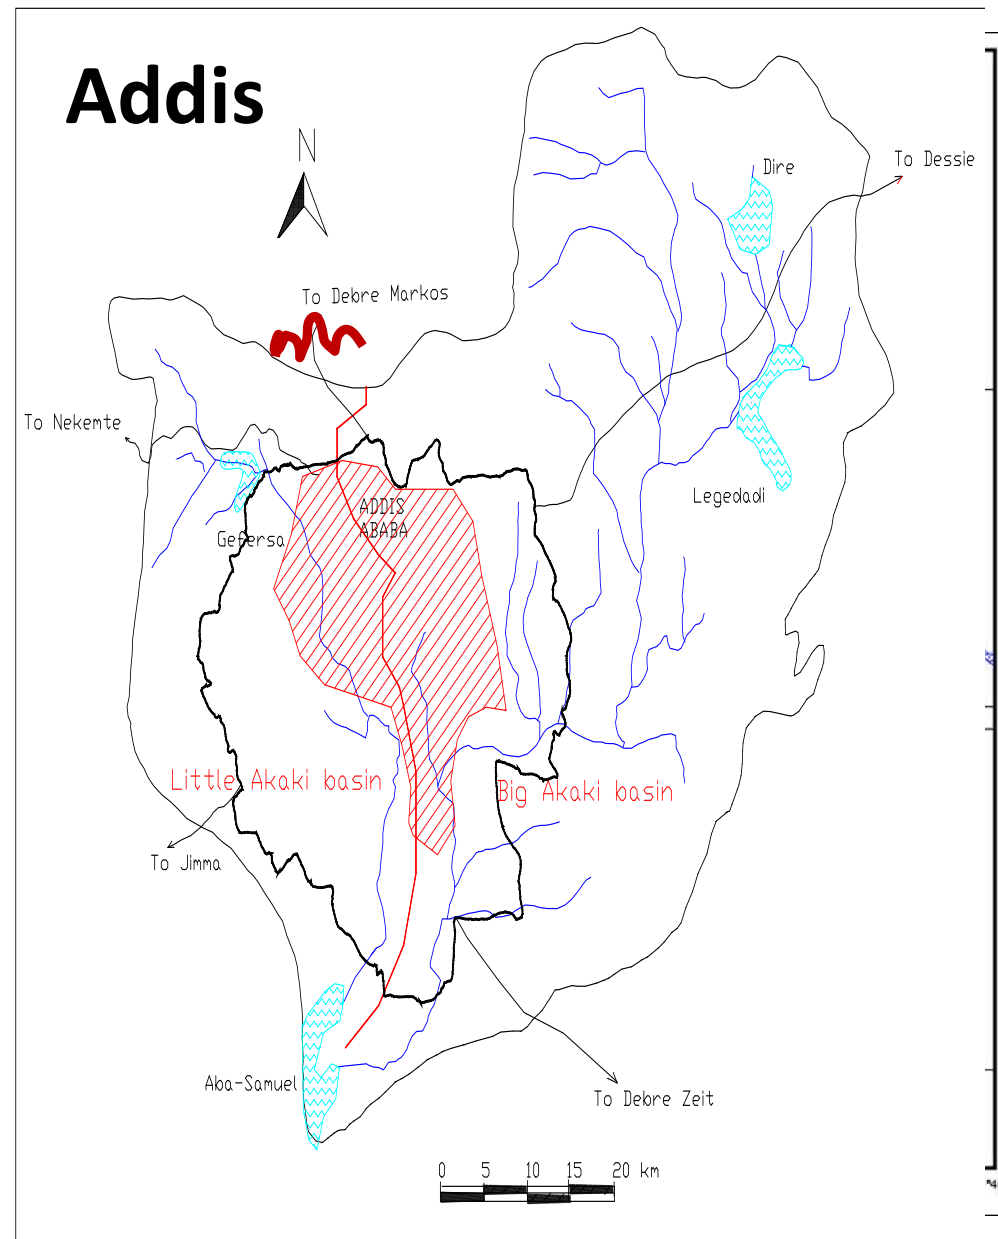 Addis
N
To Dessie
Dire
To Debre Markos
To Nekemte
Legedadi
ADDIS
ABABA
Gefersa
Little Akaki basin
Big Akaki basin
To Jimma
Aba-Samuel
To Debre Zeit
0 5 10 15 20 km